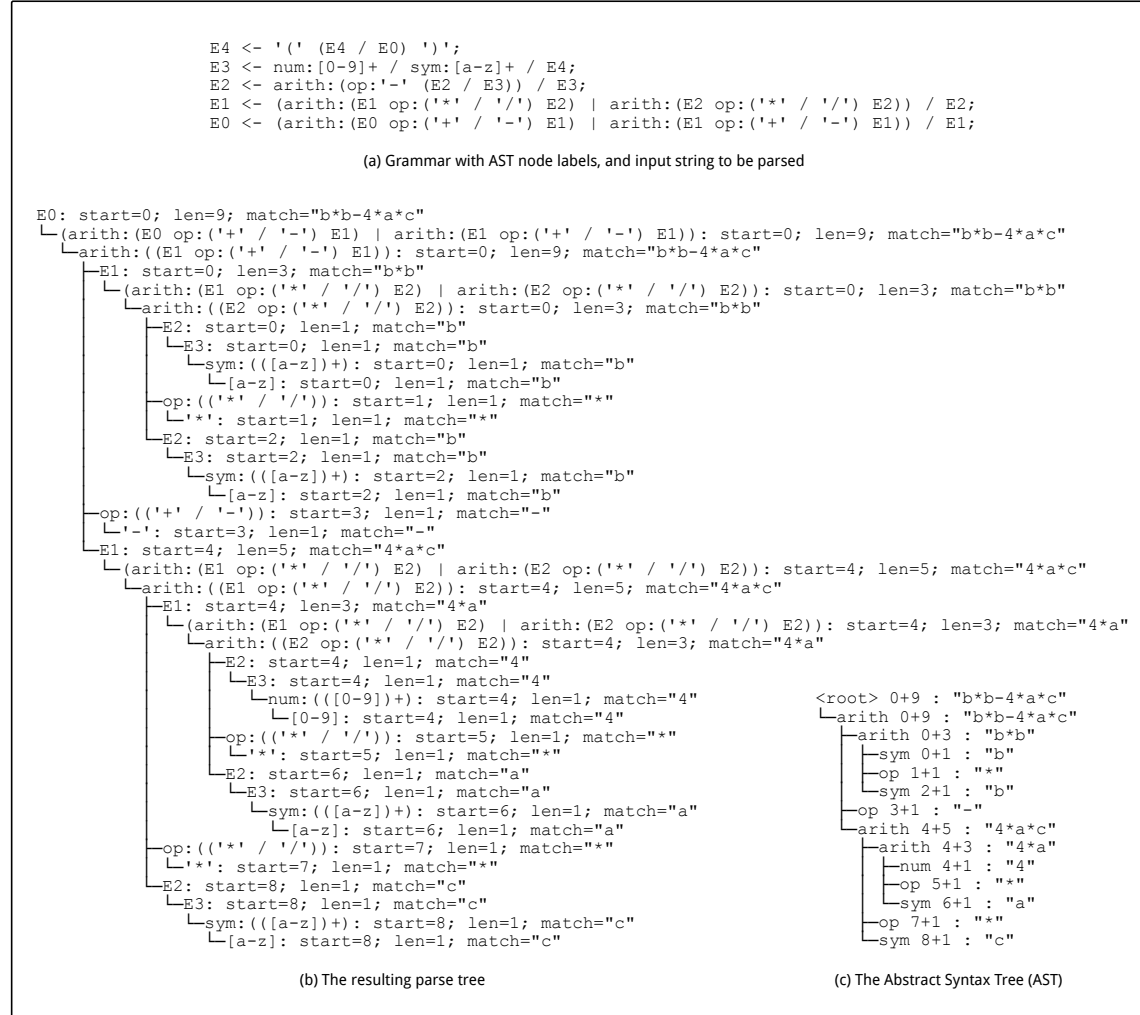 E4 <- '(' (E4 / E0) ')';
E3 <- num:[0-9]+ / sym:[a-z]+ / E4;
E2 <- arith:(op:'-' (E2 / E3)) / E3;
E1 <- (arith:(E1 op:('*' / '/') E2) | arith:(E2 op:('*' / '/') E2)) / E2;
E0 <- (arith:(E0 op:('+' / '-') E1) | arith:(E1 op:('+' / '-') E1)) / E1;
(a) Grammar with AST node labels, and input string to be parsed
E0: start=0; len=9; match="b*b-4*a*c"
(arith:(E0 op:('+' / '-') E1) | arith:(E1 op:('+' / '-') E1)): start=0; len=9; match="b*b-4*a*c"
arith:((E1 op:('+' / '-') E1)): start=0; len=9; match="b*b-4*a*c"
E1: start=0; len=3; match="b*b"
(arith:(E1 op:('*' / '/') E2) | arith:(E2 op:('*' / '/') E2)): start=0; len=3; match="b*b"
arith:((E2 op:('*' / '/') E2)): start=0; len=3; match="b*b"
E2: start=0; len=1; match="b"
E3: start=0; len=1; match="b"
sym:(([a-z])+): start=0; len=1; match="b"
[a-z]: start=0; len=1; match="b"
op:(('*' / '/')): start=1; len=1; match="*"
'*': start=1; len=1; match="*"
E2: start=2; len=1; match="b"
E3: start=2; len=1; match="b"
sym:(([a-z])+): start=2; len=1; match="b"
[a-z]: start=2; len=1; match="b"
op:(('+' / '-')): start=3; len=1; match="-"
'-': start=3; len=1; match="-"
E1: start=4; len=5; match="4*a*c"
(arith:(E1 op:('*' / '/') E2) | arith:(E2 op:('*' / '/') E2)): start=4; len=5; match="4*a*c"
arith:((E1 op:('*' / '/') E2)): start=4; len=5; match="4*a*c"
E1: start=4; len=3; match="4*a"
(arith:(E1 op:('*' / '/') E2) | arith:(E2 op:('*' / '/') E2)): start=4; len=3; match="4*a"
arith:((E2 op:('*' / '/') E2)): start=4; len=3; match="4*a"
E2: start=4; len=1; match="4"
E3: start=4; len=1; match="4"
num:(([0-9])+): start=4; len=1; match="4"
[0-9]: start=4; len=1; match="4"
op:(('*' / '/')): start=5; len=1; match="*"
'*': start=5; len=1; match="*"
E2: start=6; len=1; match="a"
E3: start=6; len=1; match="a"
sym:(([a-z])+): start=6; len=1; match="a"
[a-z]: start=6; len=1; match="a"
op:(('*' / '/')): start=7; len=1; match="*"
'*': start=7; len=1; match="*"
E2: start=8; len=1; match="c"
E3: start=8; len=1; match="c"
sym:(([a-z])+): start=8; len=1; match="c"
[a-z]: start=8; len=1; match="c"
(b) The resulting parse tree
<root> 0+9 : "b*b-4*a*c"
arith 0+9 : "b*b-4*a*c"
arith 0+3 : "b*b"
sym 0+1 : "b"
op 1+1 : "*"
sym 2+1 : "b"
op 3+1 : "-"
arith 4+5 : "4*a*c"
arith 4+3 : "4*a"
num 4+1 : "4"
op 5+1 : "*"
sym 6+1 : "a"
op 7+1 : "*"
sym 8+1 : "c"
(c) The Abstract Syntax Tree (AST)